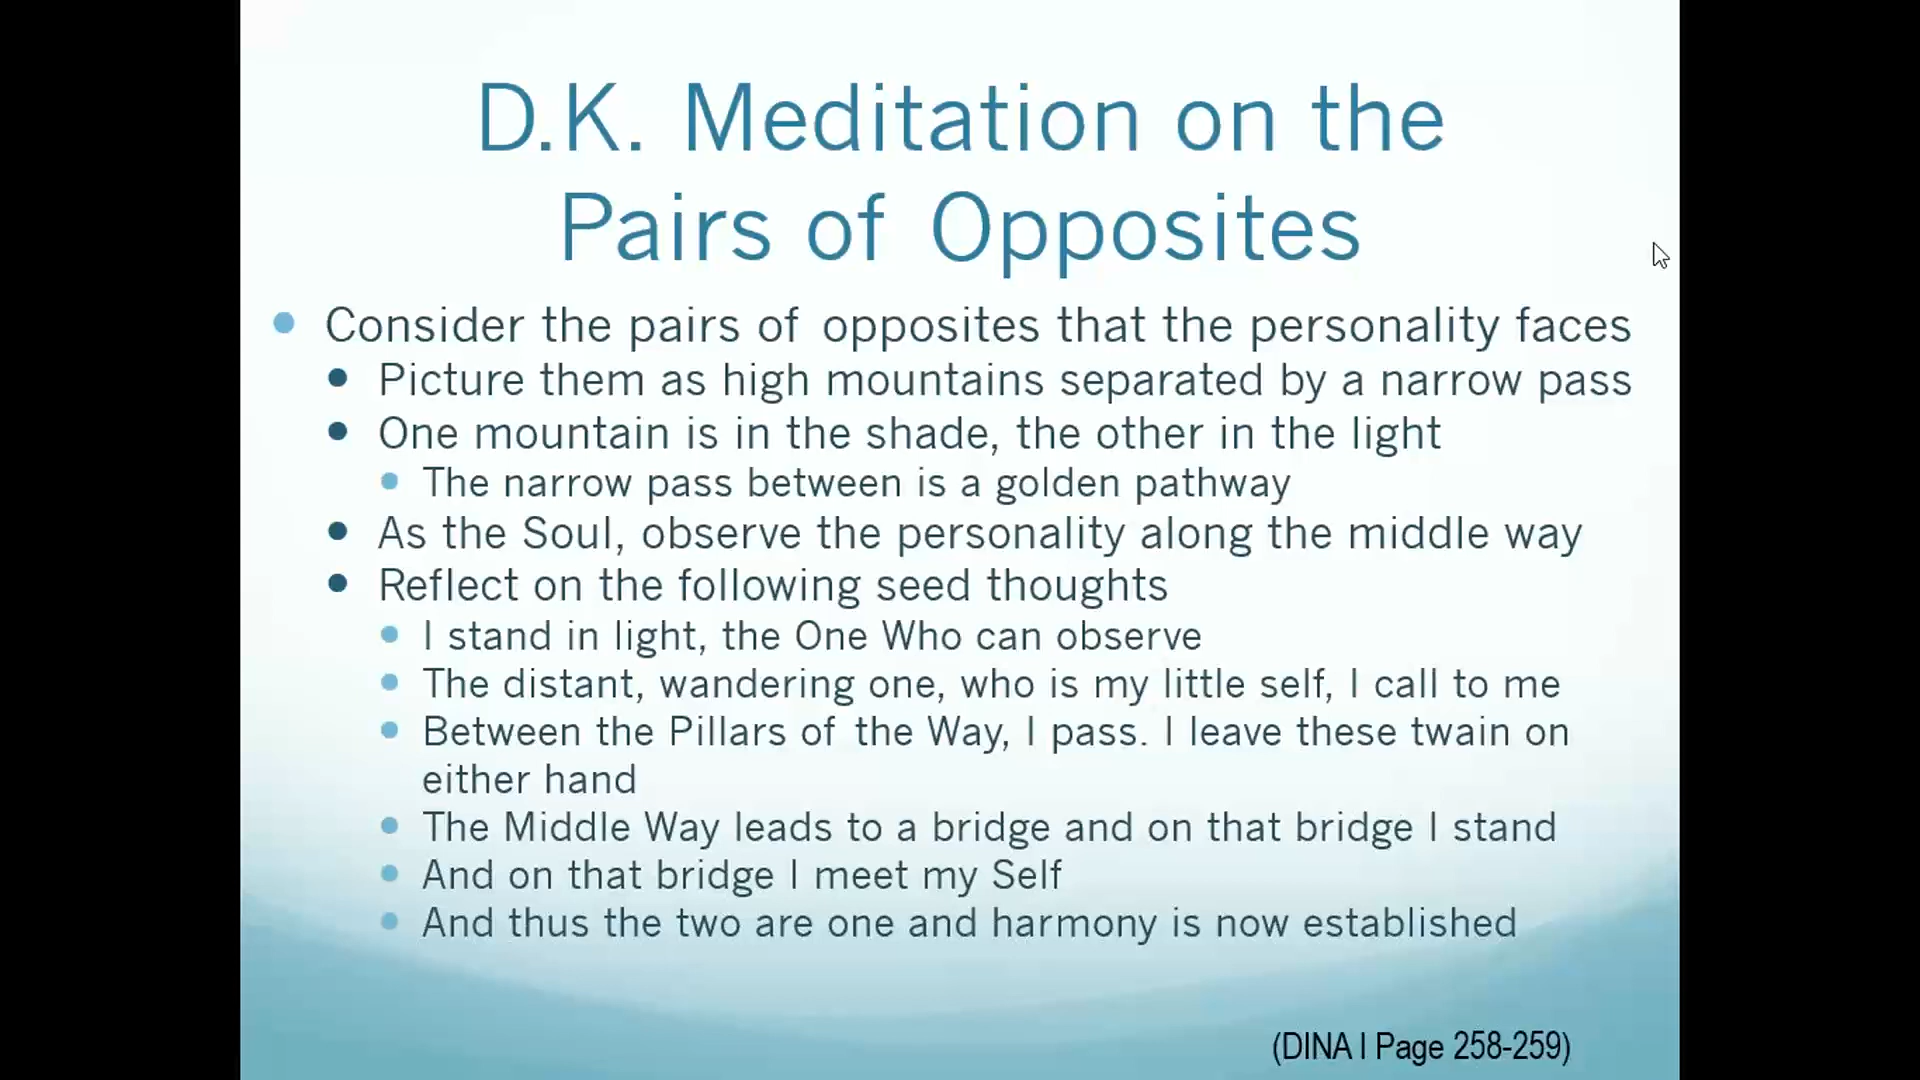 D.K. Meditation on the
Pairs of Opposites
Consider the pairs of opposites that the personality faces
Picture them as high mountains separated by a narrow pass
One mountain is in the shade, the other in the light
The narrow pass between is a golden pathway
As the Soul, observe the personality along the middle way
Reflect on the following seed thoughts
I stand in light, the One Who can observe
The distant, wandering one, who is my little self, I call to me
Between the Pillars of the Way, I pass. I leave these twain on
either hand
The Middle Way leads to a bridge and on that bridge I stand
And on that bridge I meet my Self
And thus the two are one and harmony is now established
(DINA I Page 258-259)